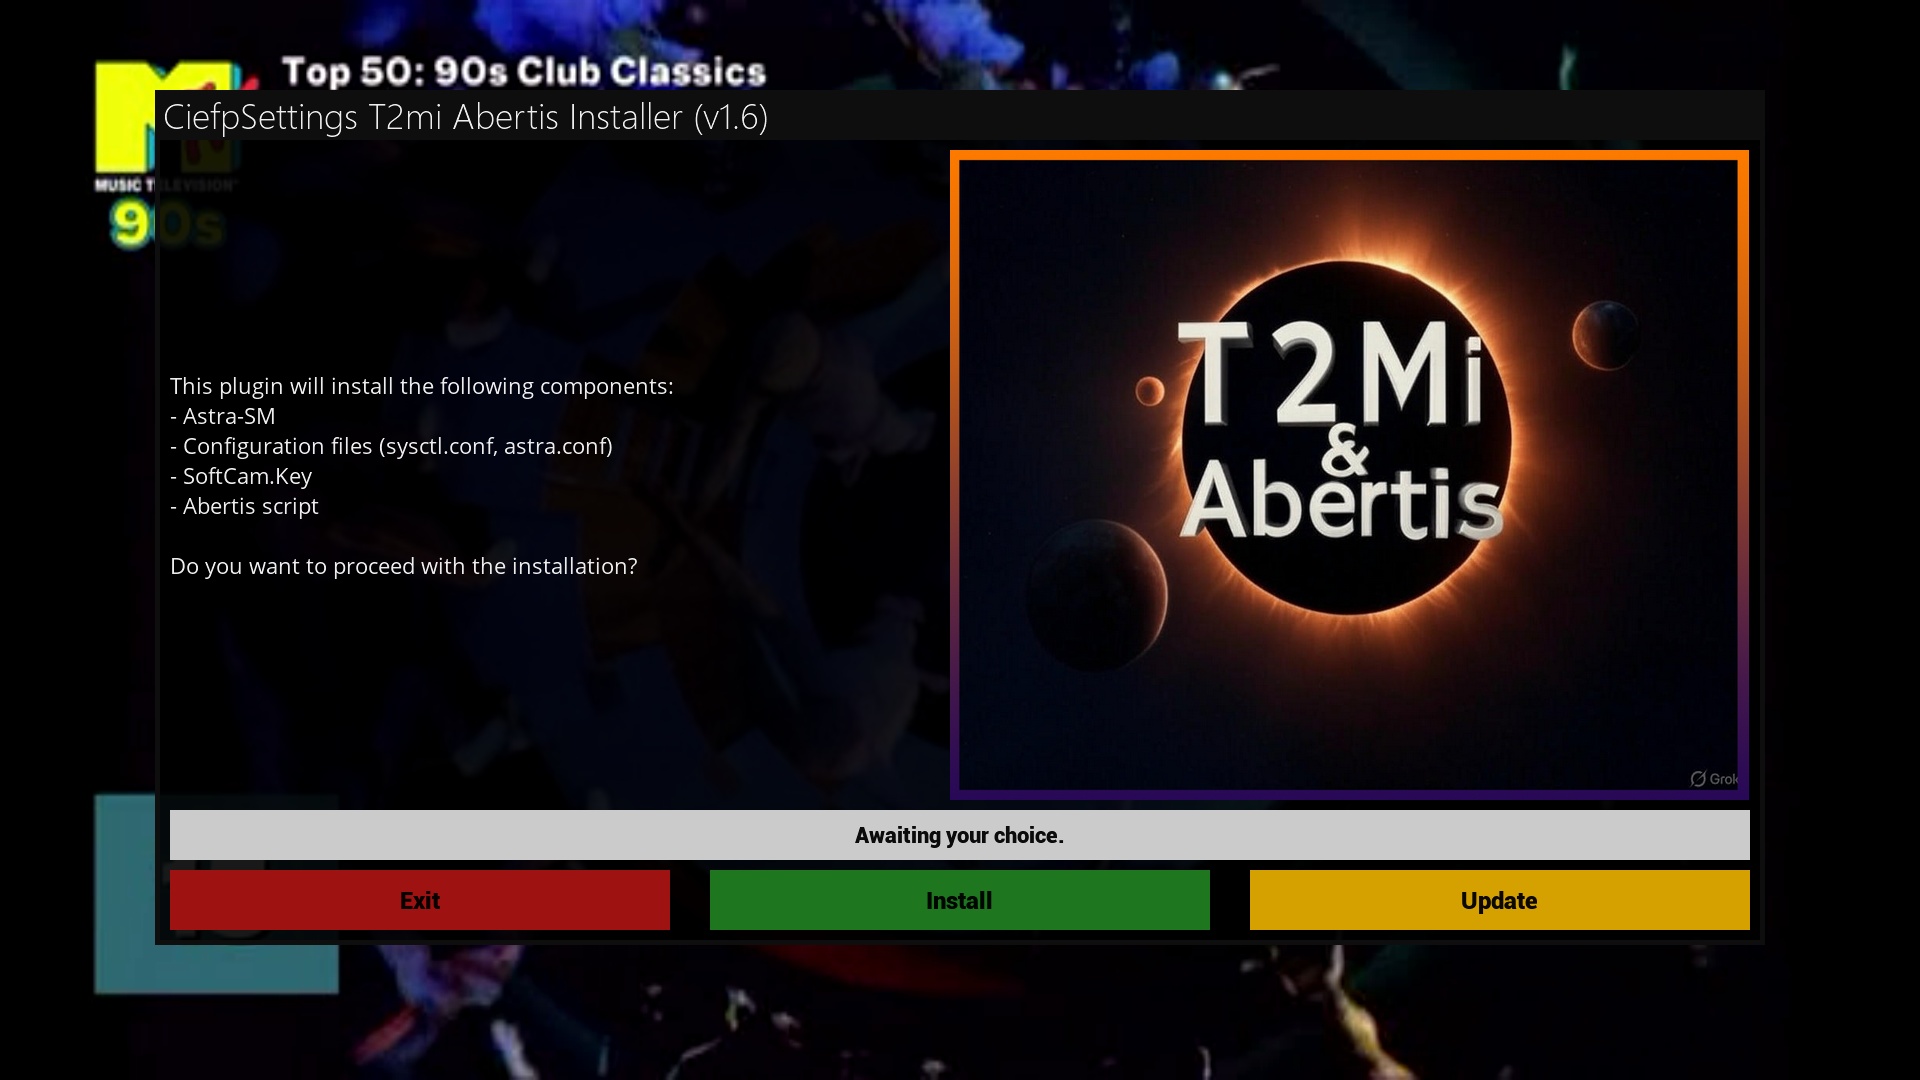 Top 50: 90s Club Classics
MUSIC TELEVISION
90s
CiefpSettings T2mi Abertis Installer (v1.6)
This plugin will install the following components:
- Astra-SM
- Configuration files (sysctl.conf, astra.conf)
- SoftCam.Key
- Abertis script
Do you want to proceed with the installation?
T2Mi
&
Abertis
Grok
Awaiting your choice.
Exit
Install
Update